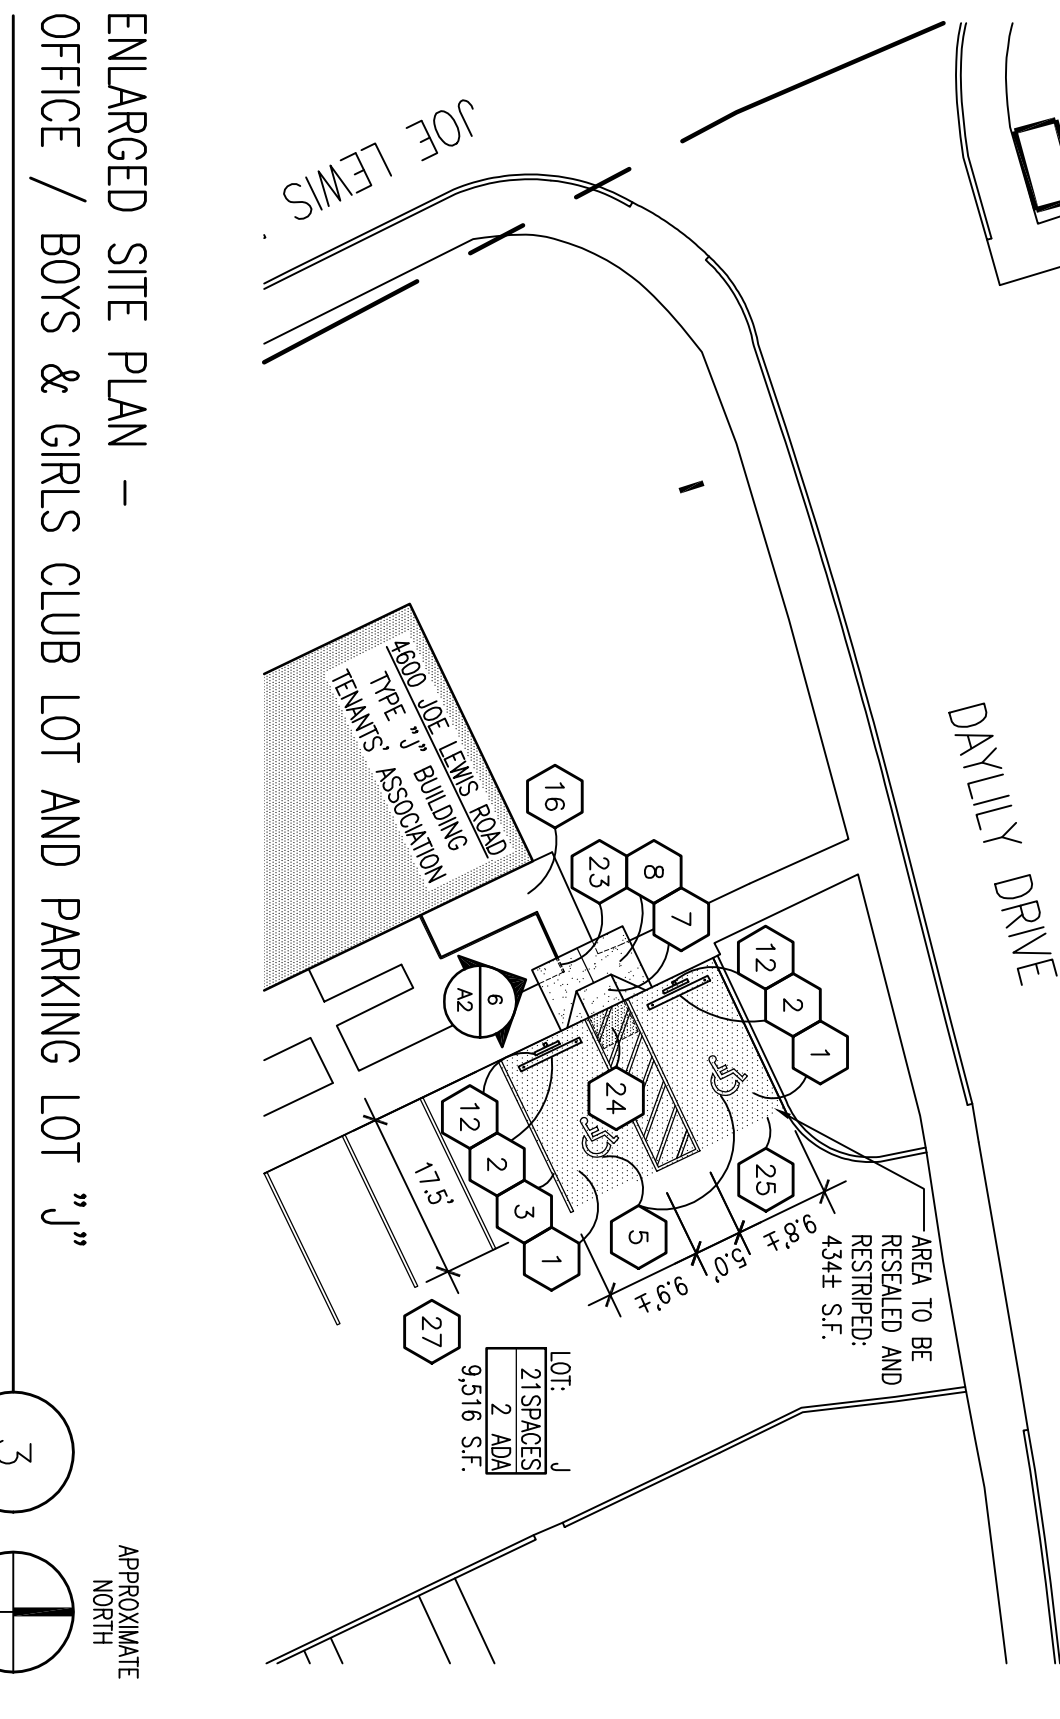 ENLARGED SITE PLAN -
OFFICE / BOYS & GIRLS CLUB LOT AND PARKING LOT "J"
3
APPROXIMATE
NORTH
JOE LEWIS
DAYLILY DRIVE
4600 JOE LEWIS ROAD
TYPE "J" BUILDING
TENANTS' ASSOCIATION
16
23
8
7
12
2
1
6
A2
24
12
2
3
1
5
25
27
17.5'
9.8'±
5.0'
9.9'±
AREA TO BE
RESEALED AND
RESTRIPED:
434± S.F.
LOT: J
21 SPACES
2 ADA
9,516 S.F.